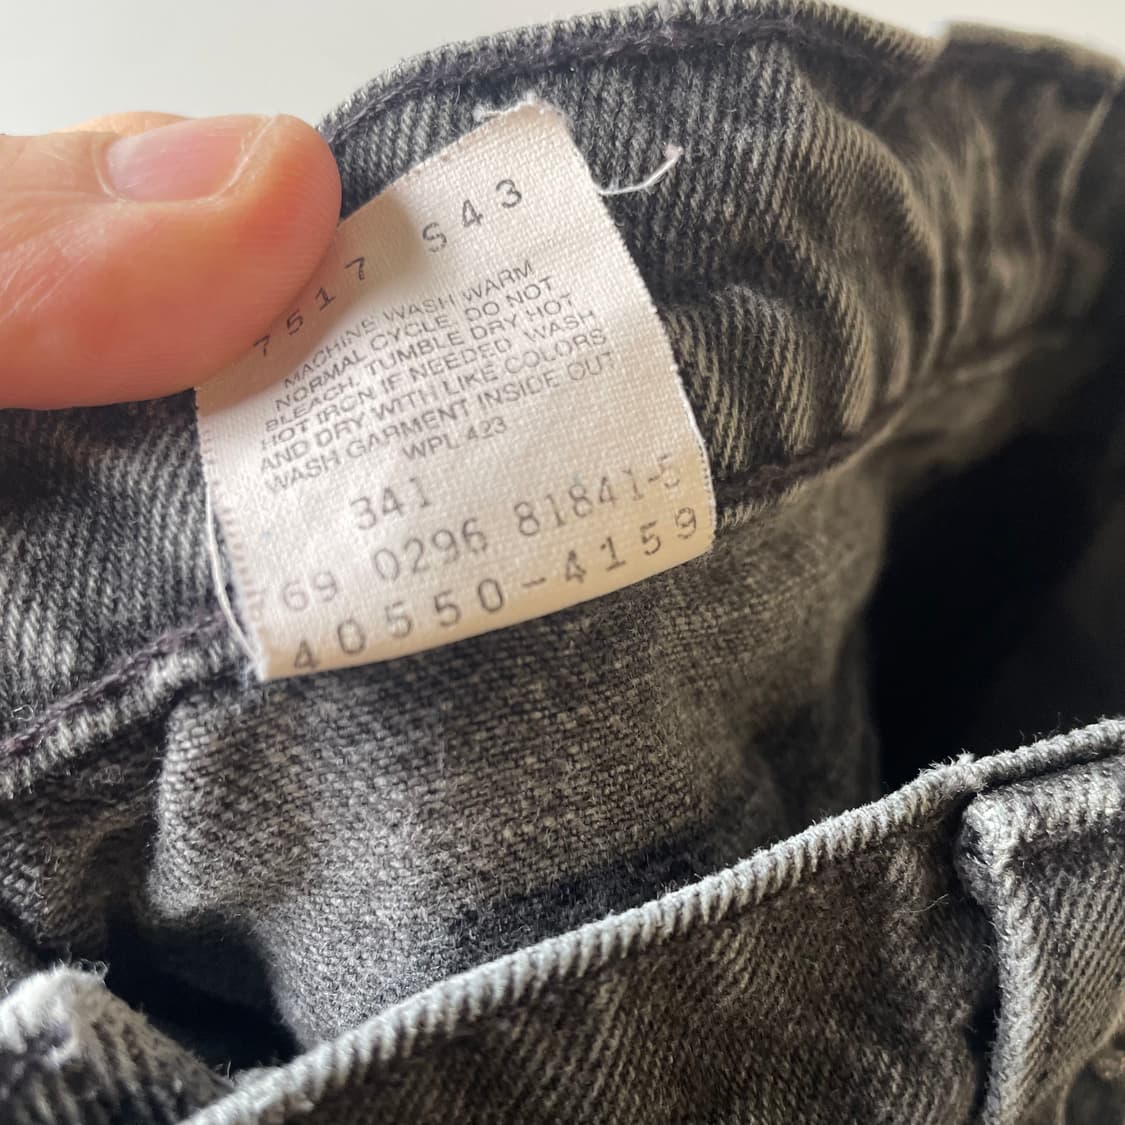 7517 S43
MACHINE WASH WARM
NORMAL CYCLE, DO NOT
BLEACH, TUMBLE DRY HOT
HOT IRON IF NEEDED WASH
AND DRY WITH LIKE COLORS
WASH GARMENT INSIDE OUT
WPL 423
341
69 0296 81841-5
40550-4159